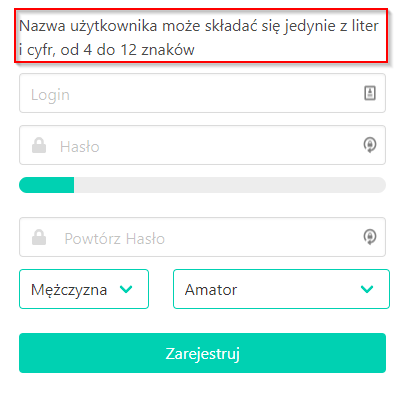 Nazwa użytkownika może składać się jedynie z liter
i cyfr, od 4 do 12 znaków
Login
Hasło
Powtórz Hasło
Mężczyzna
Amator
Zarejestruj